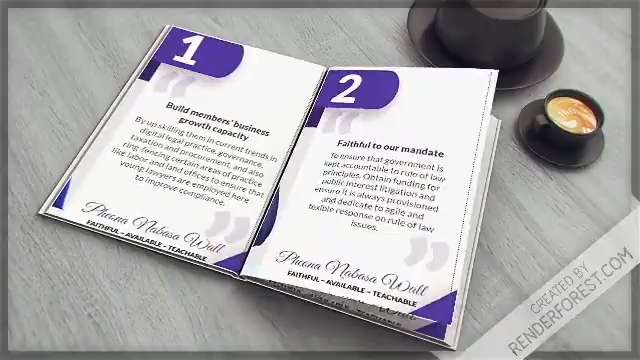 1
Build members' business
growth capacity
By up skilling them in current trends in
digital legal practice, governance,
taxation and procurement, and also
ring-fencing certain areas of practice
like labor and land offices to ensure that
young lawyers are employed here
to improve compliance.
Pheona Nabasa Wall
FAITHFUL - AVAILABLE - TEACHABLE
2
Faithful to our mandate
To ensure that government is
kept accountable to rule of law
principles. Obtain funding for
public interest litigation and
ensure it is always provisioned
and dedicate to agile and
flexible response on rule of law
issues.
Pheona Nabasa Wall
FAITHFUL - AVAILABLE - TEACHABLE
CREATED BY
RENDERFOREST.COM